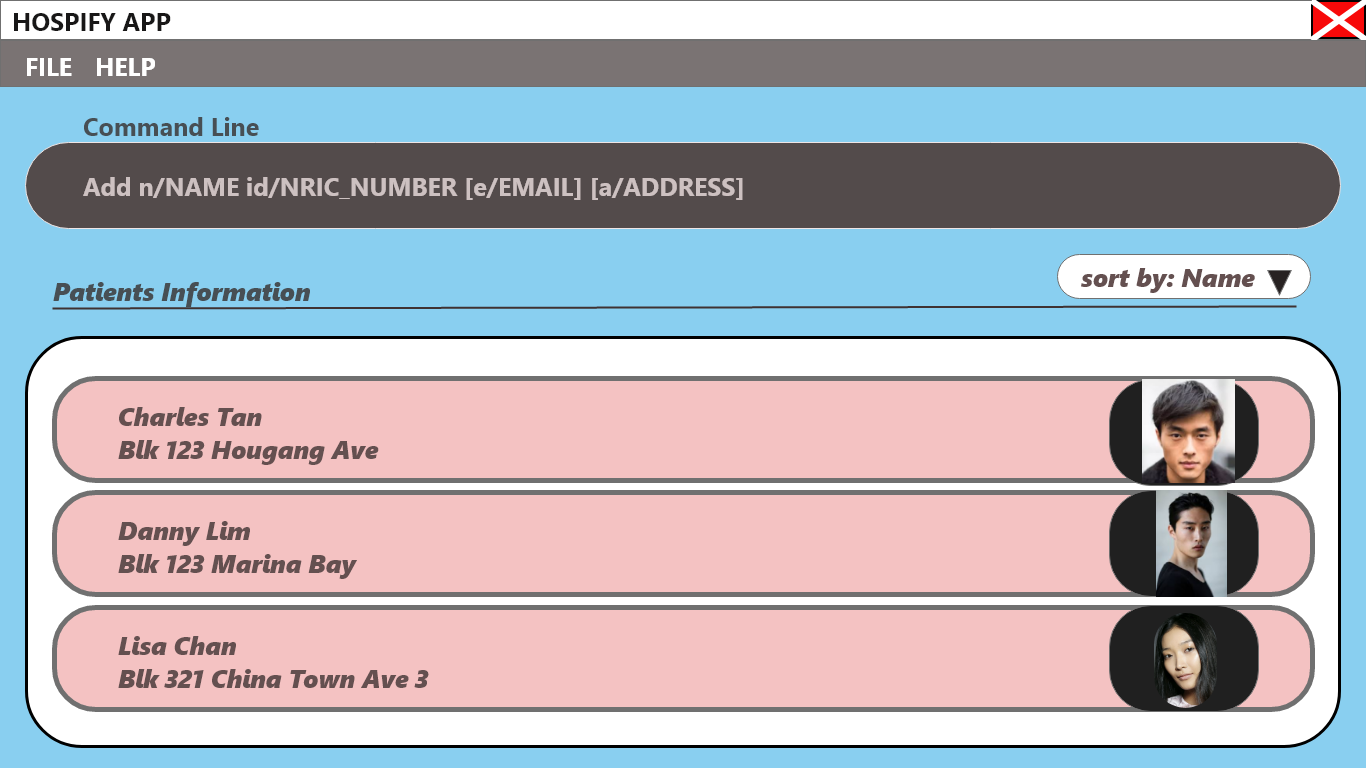 HOSPIFY APP
FILE HELP
Command Line
Add n/NAME id/NRIC_NUMBER [e/EMAIL] [a/ADDRESS]
sort by: Name
Patients Information
Charles Tan
Blk 123 Hougang Ave
Danny Lim
Blk 123 Marina Bay
Lisa Chan
Blk 321 China Town Ave 3